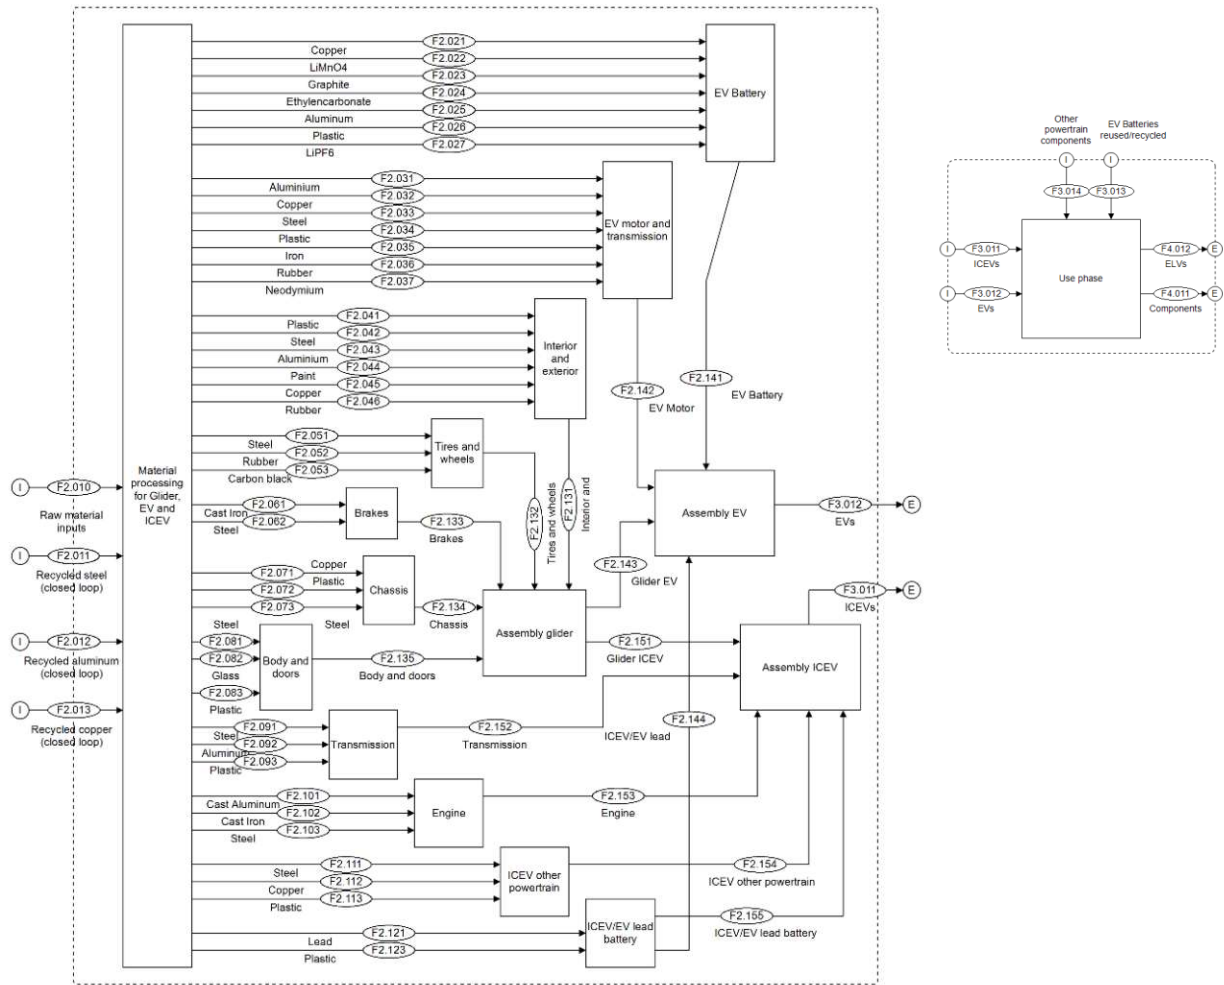 F2.021
Copper
F2.022
LiMnO4
F2.023
Graphite
F2.024
Ethylencarbonate
F2.025
Aluminum
F2.026
Plastic
F2.027
LiPF6
EV Battery
F2.031
Aluminium
F2.032
Copper
F2.033
Steel
F2.034
Plastic
F2.035
Iron
F2.036
Rubber
F2.037
Neodymium
EV motor and
transmission
F2.041
Plastic
F2.042
Steel
F2.043
Aluminium
F2.044
Paint
F2.045
Copper
F2.046
Rubber
Interior
and
exterior
F2.142
EV Motor
F2.141
EV Battery
F2.051
Steel
F2.052
Rubber
F2.053
Carbon black
Tires and
wheels
Material
processing
for Glider,
EV and
ICEV
I
F2.010
Raw material
inputs
I
F2.011
Recycled steel
(closed loop)
I
F2.012
Recycled aluminum
(closed loop)
I
F2.013
Recycled copper
(closed loop)
F2.061
Cast Iron
F2.062
Steel
Brakes
F2.133
Brakes
F2.132
Tires and wheels
F2.131
Interior and
Assembly EV
F3.012
EVs
E
F2.071
Copper
F2.072
Plastic
F2.073
Steel
Chassis
F2.134
Chassis
F2.143
Glider EV
F3.011
ICEVs
E
Assembly glider
F2.151
Glider ICEV
Assembly ICEV
Steel
F2.081
F2.082
Glass
F2.083
Plastic
Body and
doors
F2.135
Body and doors
F2.091
Steel
F2.092
Aluminum
F2.093
Plastic
Transmission
F2.152
Transmission
ICEV/EV lead
F2.144
F2.101
Cast Aluminum
F2.102
Cast Iron
F2.103
Steel
Engine
F2.153
Engine
F2.111
Steel
F2.112
Copper
F2.113
Plastic
ICEV other
powertrain
F2.154
ICEV other powertrain
F2.121
Lead
F2.123
Plastic
ICEV/EV lead
battery
F2.155
ICEV/EV lead battery
Other
powertrain
components
EV Batteries
reused/recycled
I
I
F3.014
F3.013
I
F3.011
ICEVs
I
F3.012
EVs
Use phase
F4.012
ELVs
E
F4.011
Components
E